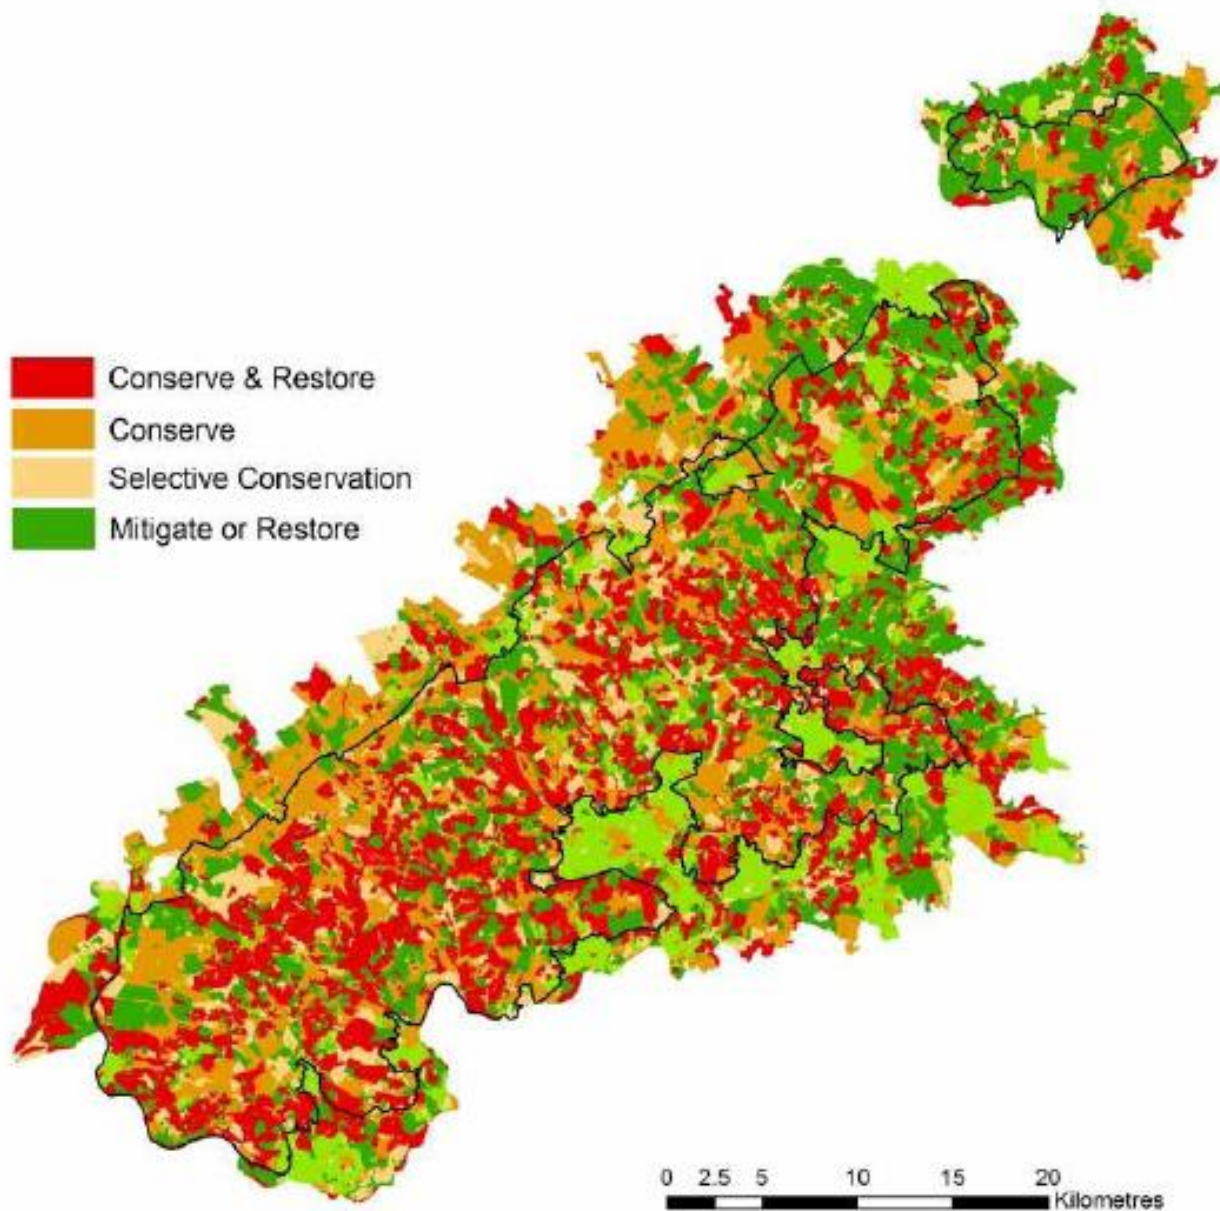 Conserve & Restore
Conserve
Selective Conservation
Mitigate or Restore
0 2.5 5 10 15 20
Kilometres